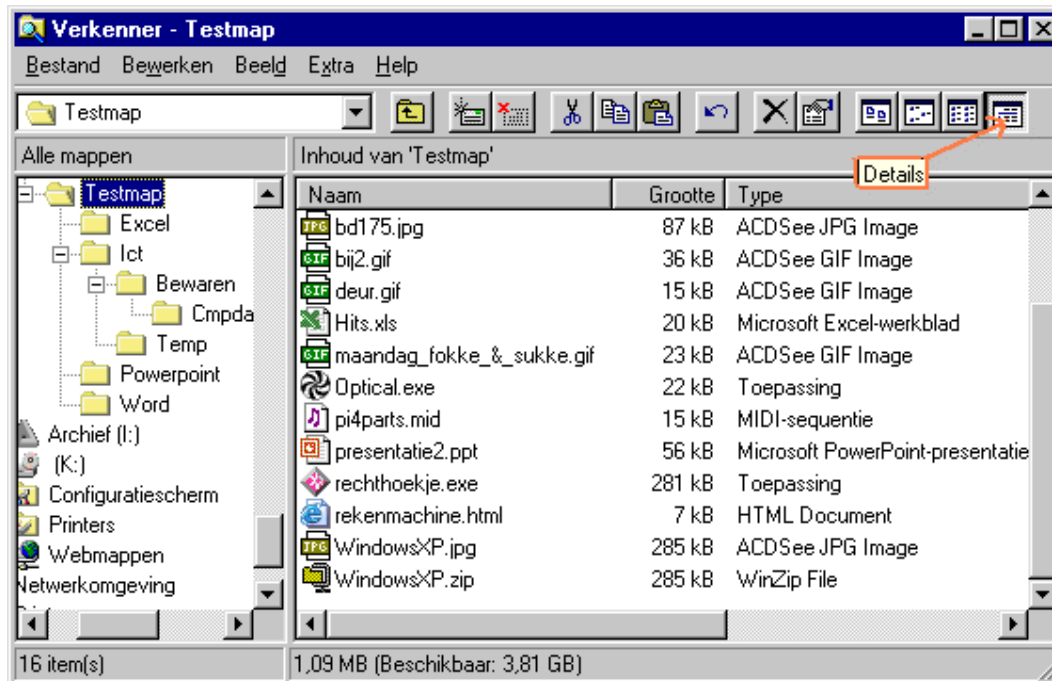 Verkenner - Testmap
Bestand Bewerken Beeld Extra Help
Testmap
Details
Alle mappen
Testmap
Excel
Ict
Bewaren
Cmpda
Temp
Powerpoint
Word
Archief (I:)
(K:)
Configuratiescherm
Printers
Webmappen
Netwerkomgeving
Inhoud van 'Testmap'
Naam Grootte Type
bd175.jpg 87 kB ACDSee JPG Image
bij2.gif 36 kB ACDSee GIF Image
deur.gif 15 kB ACDSee GIF Image
Hits.xls 20 kB Microsoft Excel-werkblad
maandag_fokke_&_sukke.gif 23 kB ACDSee GIF Image
Optical.exe 22 kB Toepassing
pi4parts.mid 15 kB MIDI-sequentie
presentatie2.ppt 56 kB Microsoft PowerPoint-presentatie
rechthoekje.exe 281 kB Toepassing
rekenmachine.html 7 kB HTML Document
WindowsXP.jpg 285 kB ACDSee JPG Image
WindowsXP.zip 285 kB WinZip File
16 item(s)
1,09 MB (Beschikbaar: 3,81 GB)